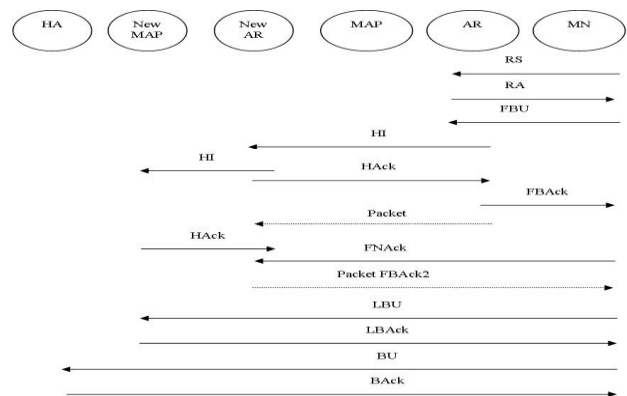 HA
New
MAP
New
AR
MAP
AR
MN
RS
RA
FBU
HI
HI
HAck
FBAck
Packet
HAck
FNAck
Packet FBAck2
LBU
LBAck
BU
BAck